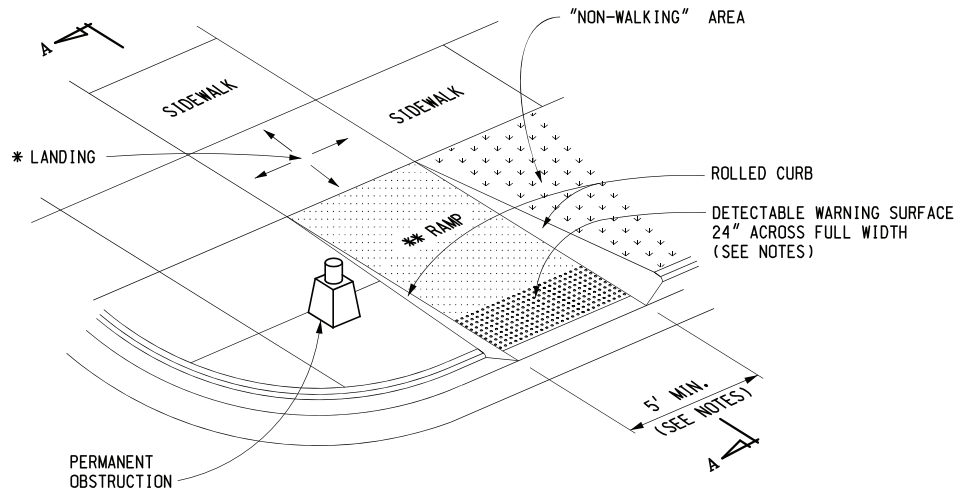 "NON-WALKING" AREA
A
SIDEWALK
SIDEWALK
* LANDING
ROLLED CURB
DETECTABLE WARNING SURFACE
24" ACROSS FULL WIDTH
(SEE NOTES)
** RAMP
5' MIN.
(SEE NOTES)
A
PERMANENT
OBSTRUCTION